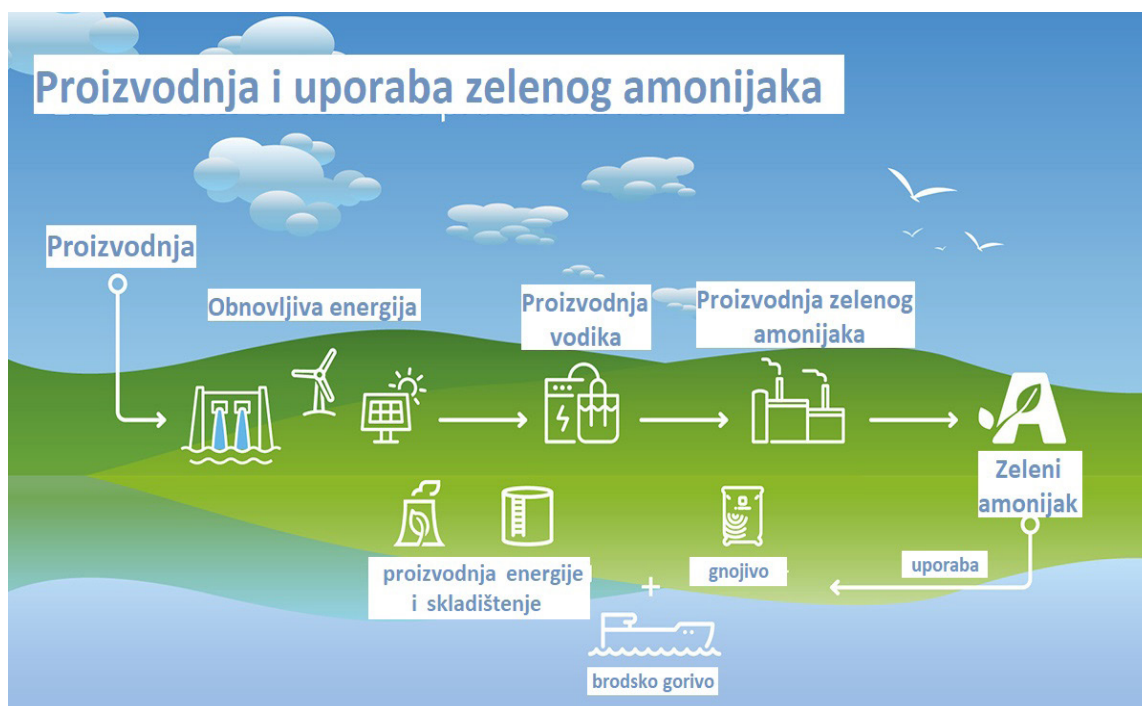 Proizvodnja i uporaba zelenog amonijaka
Proizvodnja
Obnovljiva energija
Proizvodnja
vodika
Proizvodnja zelenog
amonijaka
Zeleni
amonijak
uporaba
gnojivo
proizvodnja energije
i skladištenje
+
brodsko gorivo